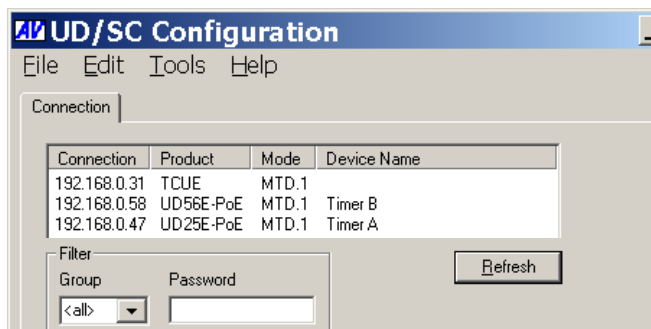 AV UD/SC Configuration
File Edit Tools Help
Connection
Connection Product Mode Device Name
192.168.0.31 TCUE MTD.1
192.168.0.58 UD56E-PoE MTD.1 Timer B
192.168.0.47 UD25E-PoE MTD.1 Timer A
Filter
Group Password
Refresh
<all>